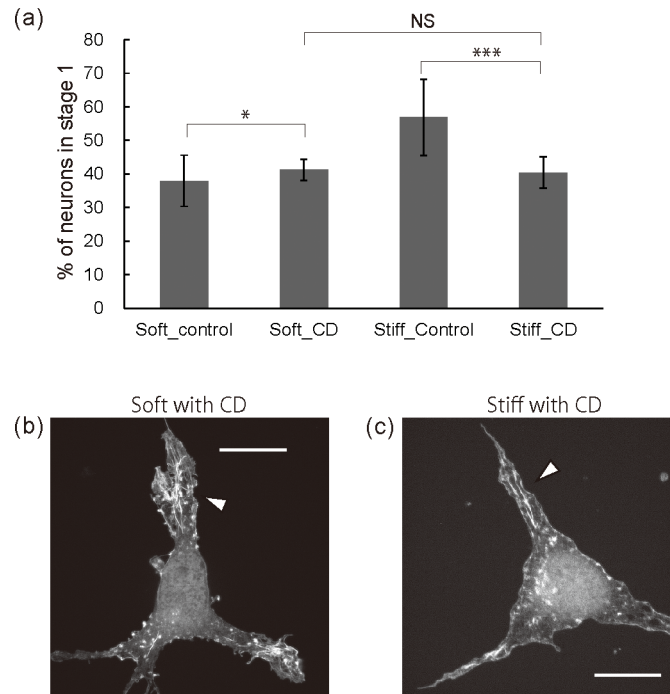 (a)
NS
***
*
% of neurons in stage 1
80
70
60
50
40
30
20
10
0
Soft_control
Soft_CD
Stiff_Control
Stiff_CD
Soft with CD
Stiff with CD
(b)
(c)